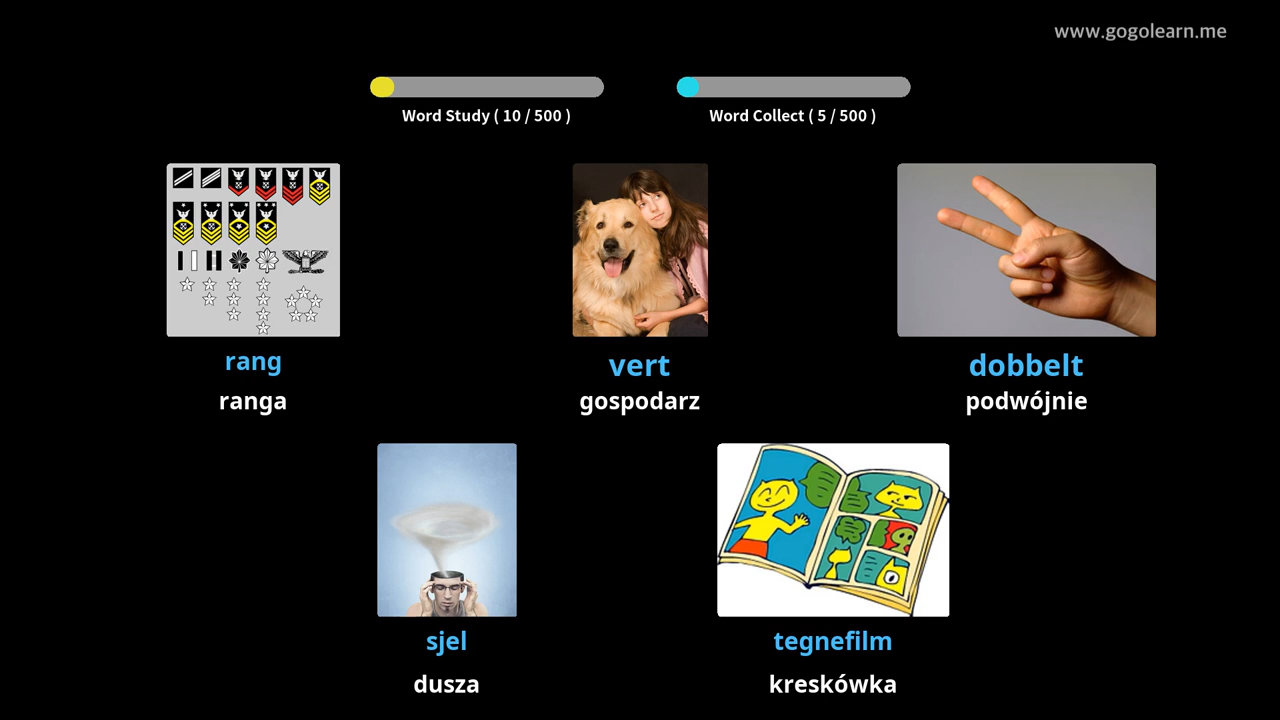 www.gogolearn.me
Word Study ( 10 / 500 )
Word Collect ( 5 / 500 )
rang
ranga
vert
gospodarz
dobbelt
podwójnie
sjel
dusza
tegnefilm
kreskówka